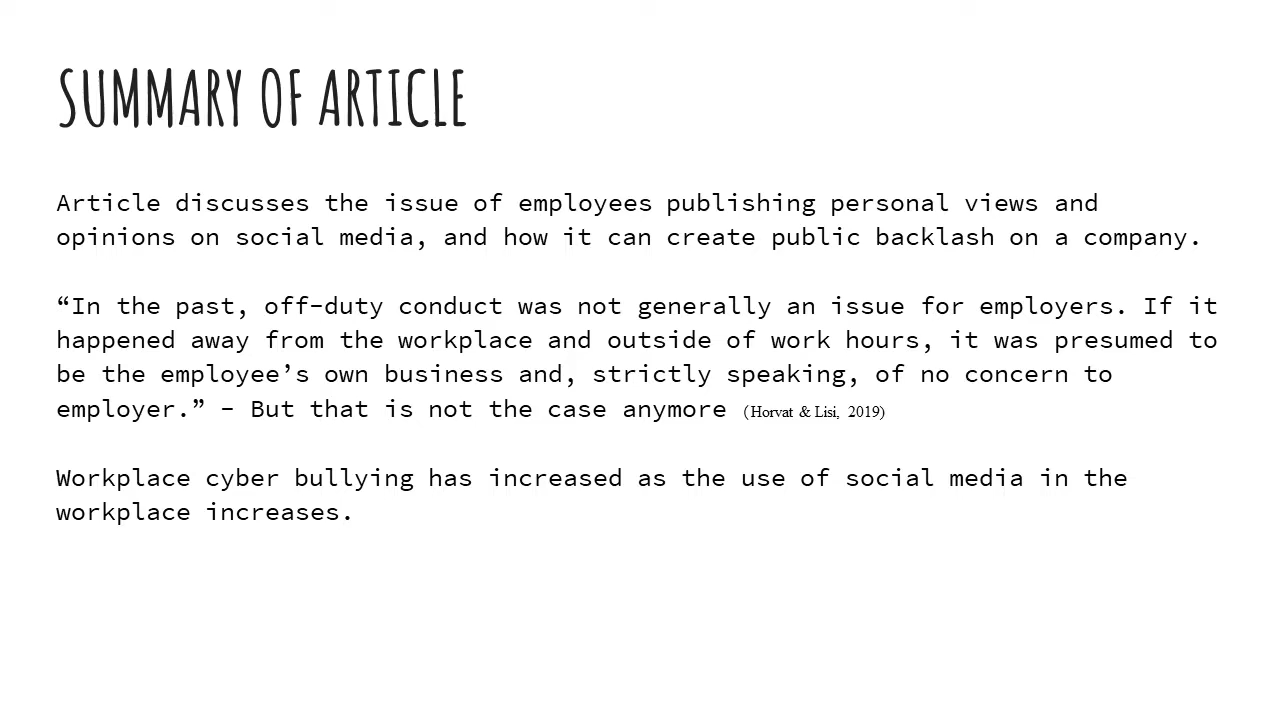 SUMMARY OF ARTICLE
Article discusses the issue of employees publishing personal views and
opinions on social media, and how it can create public backlash on a company.
“In the past, off–duty conduct was not generally an issue for employers. If it
happened away from the workplace and outside of work hours, it was presumed to
be the employee’s own business and, strictly speaking, of no concern to
employer.” – But that is not the case anymore (Horvat & Lisi, 2019)
Workplace cyber bullying has increased as the use of social media in the
workplace increases.